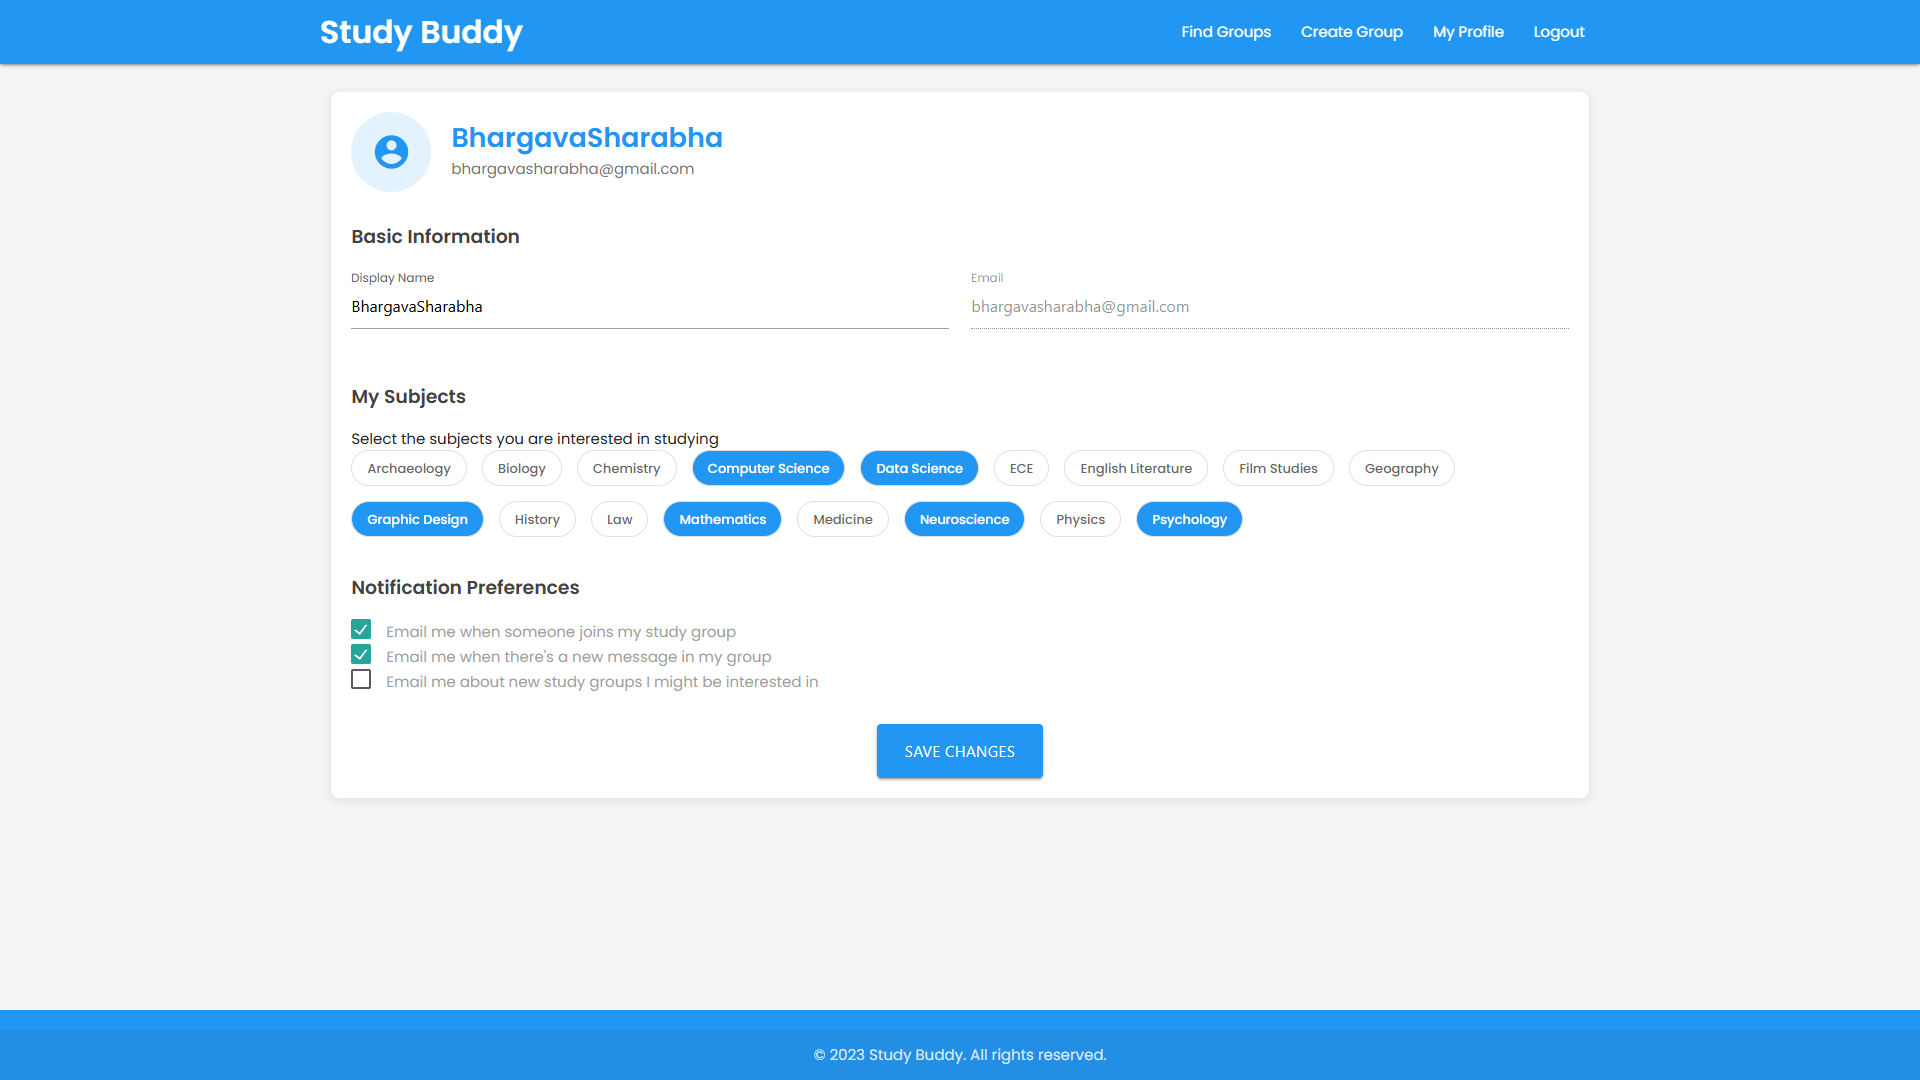 Study Buddy Find Groups Create Group My Profile Logout
BhargavaSharabha
bhargavasharabha@gmail.com
Basic Information
Display Name Email
BhargavaSharabha bhargavasharabha@gmail.com
My Subjects
Select the subjects you are interested in studying
Archaeology Biology Chemistry Computer Science Data Science ECE English Literature Film Studies Geography
Graphic Design History Law Mathematics Medicine Neuroscience Physics Psychology
Notification Preferences
Email me when someone joins my study group
Email me when there's a new message in my group
Email me about new study groups I might be interested in
SAVE CHANGES
© 2023 Study Buddy. All rights reserved.